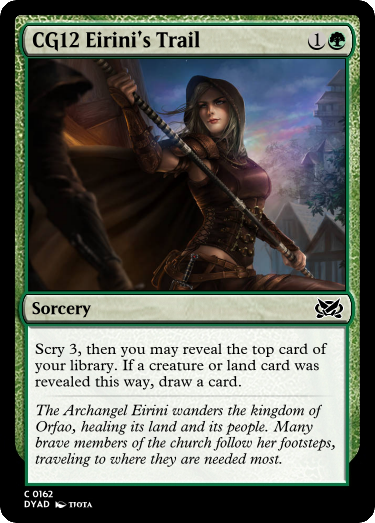 CG12 Eirini's Trail 1
Sorcery
Scry 3, then you may reveal the top card of
your library. If a creature or land card was
revealed this way, draw a card.
The Archangel Eirini wanders the kingdom of
Orfao, healing its land and its people. Many
brave members of the church follow her footsteps,
traveling to where they are needed most.
C 0162
DYAD TJOTA